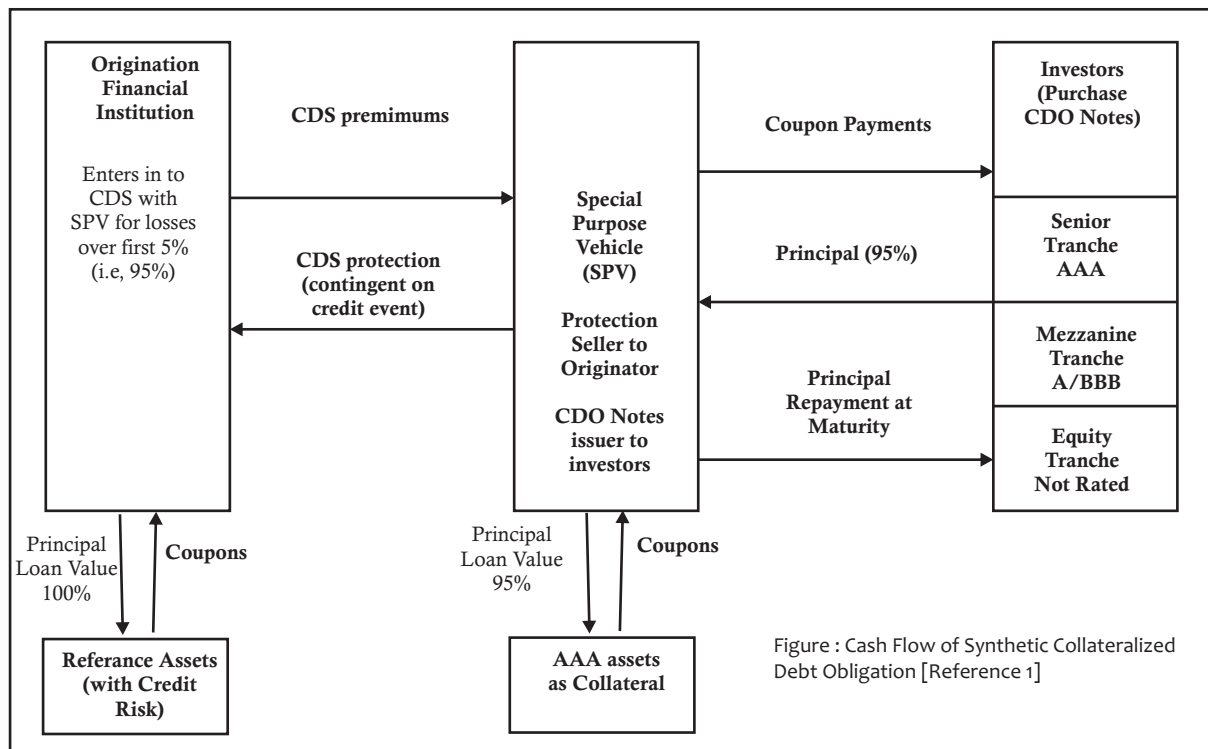 Origination
Financial
Institution
Enters in to
CDS with
SPV for losses
over first 5%
(i.e, 95%)
CDS premimums
CDS protection
(contingent on
credit event)
Special
Purpose
Vehicle
(SPV)
Protection
Seller to
Originator
CDO Notes
issuer to
investors
Coupon Payments
Principal (95%)
Principal
Repayment at
Maturity
Investors
(Purchase
CDO Notes)
Senior
Tranche
AAA
Mezzanine
Tranche
A/BBB
Equity
Tranche
Not Rated
Principal
Loan Value
100%
Coupons
Principal
Loan Value
95%
Coupons
Referance Assets
(with Credit
Risk)
AAA assets
as Collateral
Figure : Cash Flow of Synthetic Collateralized
Debt Obligation [Reference 1]